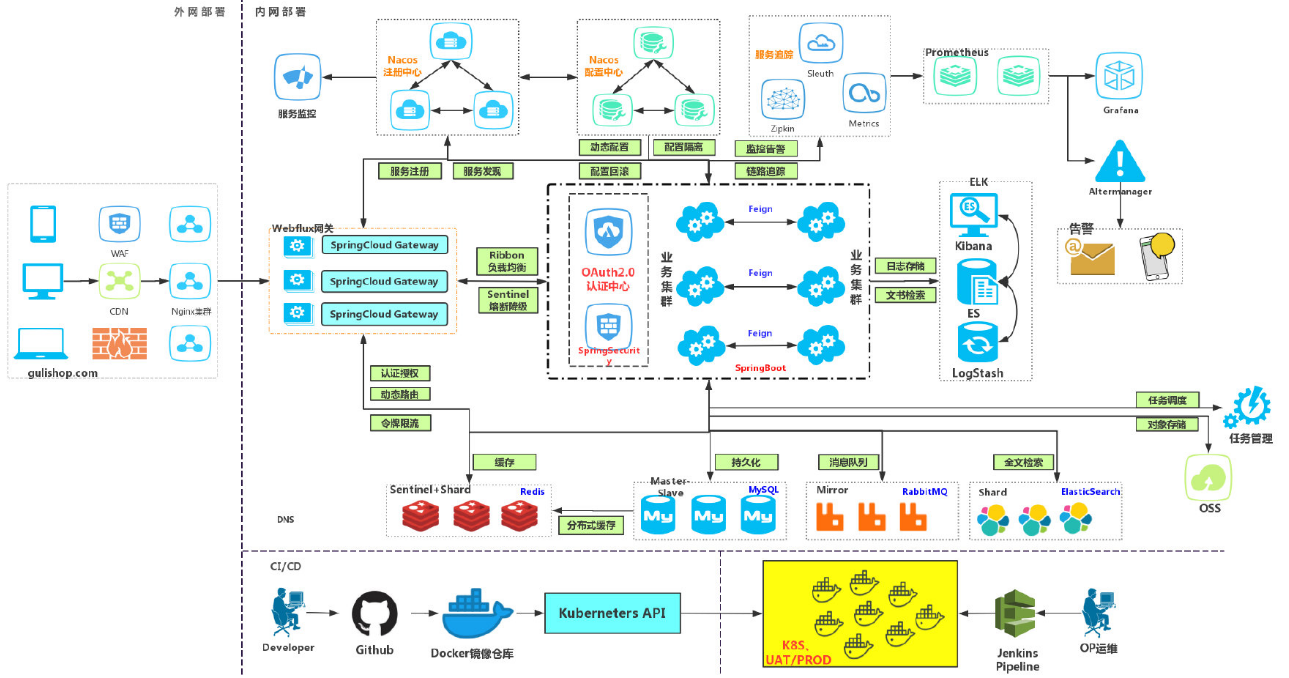 外网部署
内网部署
服务监控
Nacos
注册中心
Nacos
配置中心
服务追踪
Sleuth
Zipkin
Metrics
Prometheus
Grafana
Altermanager
告警
服务注册
服务发现
动态配置
配置隔离
配置回滚
监控告警
链路追踪
WAF
CDN
Nginx集群
gulishop.com
Webflux网关
SpringCloud Gateway
SpringCloud Gateway
SpringCloud Gateway
Ribbon
负载均衡
Sentinel
熔断降级
OAuth2.0
认证中心
SpringSecurit
y
业务集群
Feign
Feign
Feign
业务集群
SpringBoot
日志存储
文书检索
ELK
ES
Kibana
ES
LogStash
认证授权
动态路由
令牌限流
任务调度
对象存储
任务管理
OSS
缓存
持久化
消息队列
全文检索
Sentinel+Shard
Redis
分布式缓存
Master-
Slave
MySQL
My
My
My
Mirror
RabbitMQ
Shard
ElasticSearch
DNS
CI/CD
Developer
Github
Docker镜像仓库
Kuberneters API
K8S、
UAT/PROD
Jenkins
Pipeline
OP运维